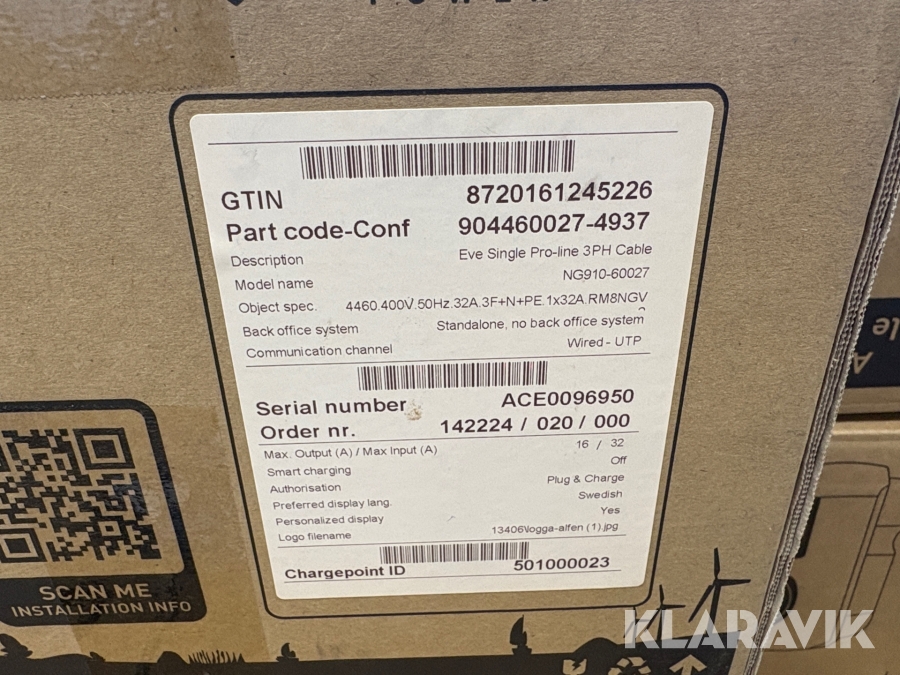 GTIN 8720161245226
Part code-Conf 904460027-4937
Description Eve Single Pro-line 3PH Cable
Model name NG910-60027
Object spec. 4460.400V.50Hz.32A.3F+N+PE.1x32A.RM8NGV
Back office system Standalone, no back office system
Communication channel Wired - UTP
Serial number ACE0096950
Order nr. 142224 / 020 / 000
Max. Output (A) / Max Input (A) 16 / 32
Smart charging Off
Authorisation Plug & Charge
Preferred display lang. Swedish
Personalized display Yes
Logo filename 13406\logga-alfen (1).jpg
Chargepoint ID 501000023
SCAN ME
INSTALLATION INFO
KLARAVIK